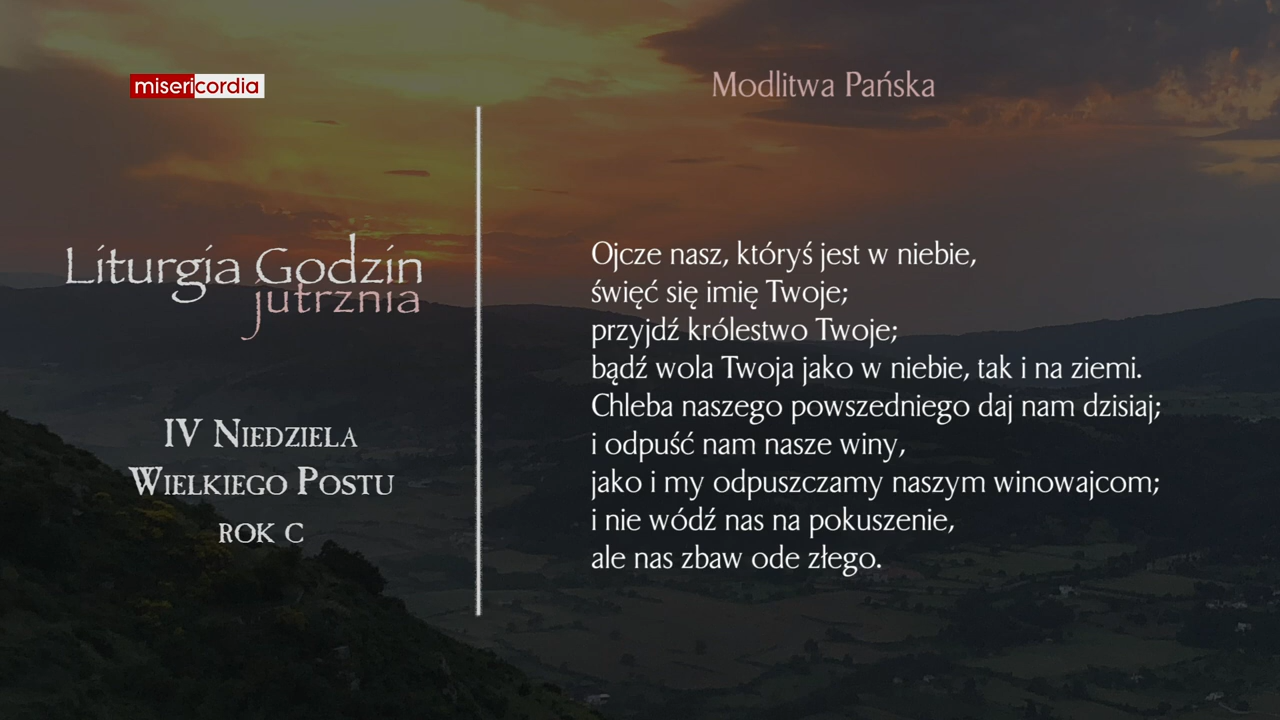 misericordia
Liturgia Godzin
jutrznia
IV Niedziela
Wielkiego Postu
rok C
Modlitwa Pańska
Ojcze nasz, któryś jest w niebie,
święć się imię Twoje;
przyjdź królestwo Twoje;
bądź wola Twoja jako w niebie, tak i na ziemi.
Chleba naszego powszedniego daj nam dzisiaj;
i odpuść nam nasze winy,
jako i my odpuszczamy naszym winowajcom;
i nie wódź nas na pokuszenie,
ale nas zbaw ode złego.